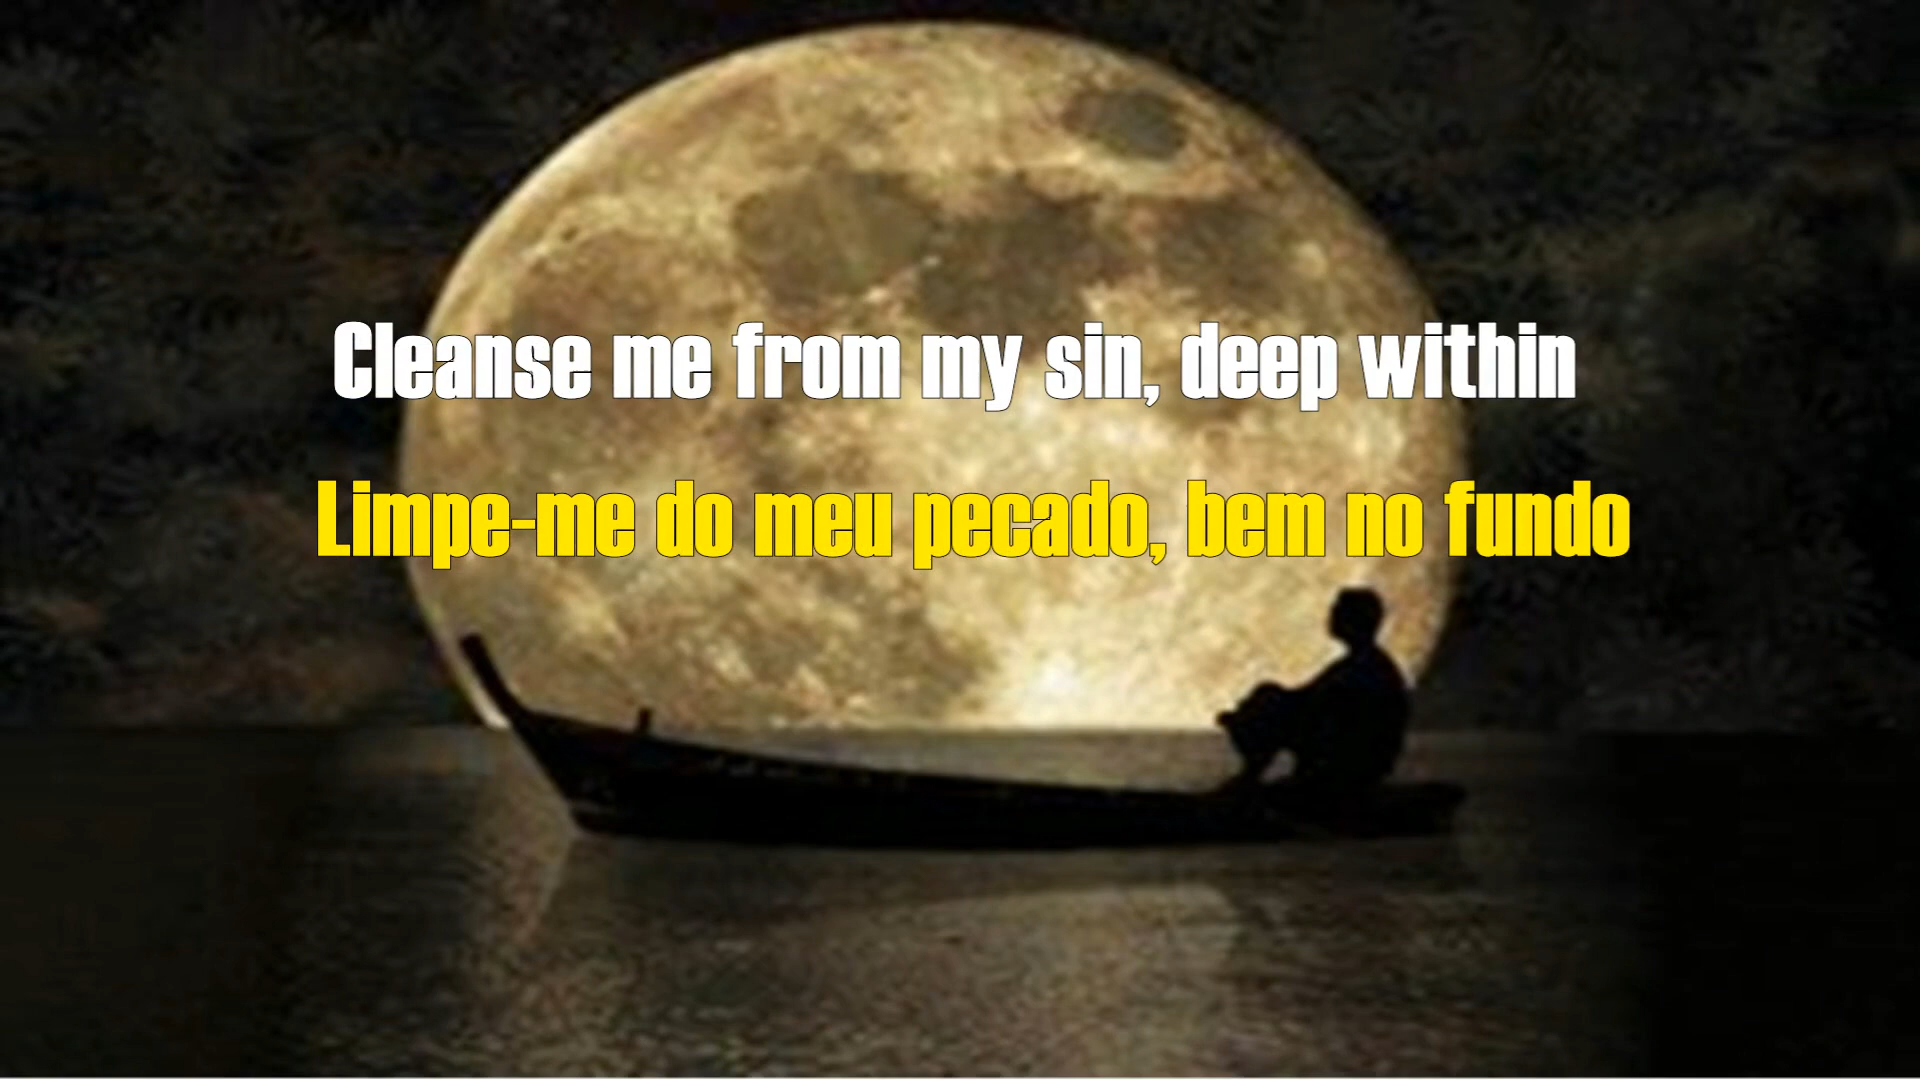 Cleanse me from my sin, deep within
Limpe-me do meu pecado, bem no fundo